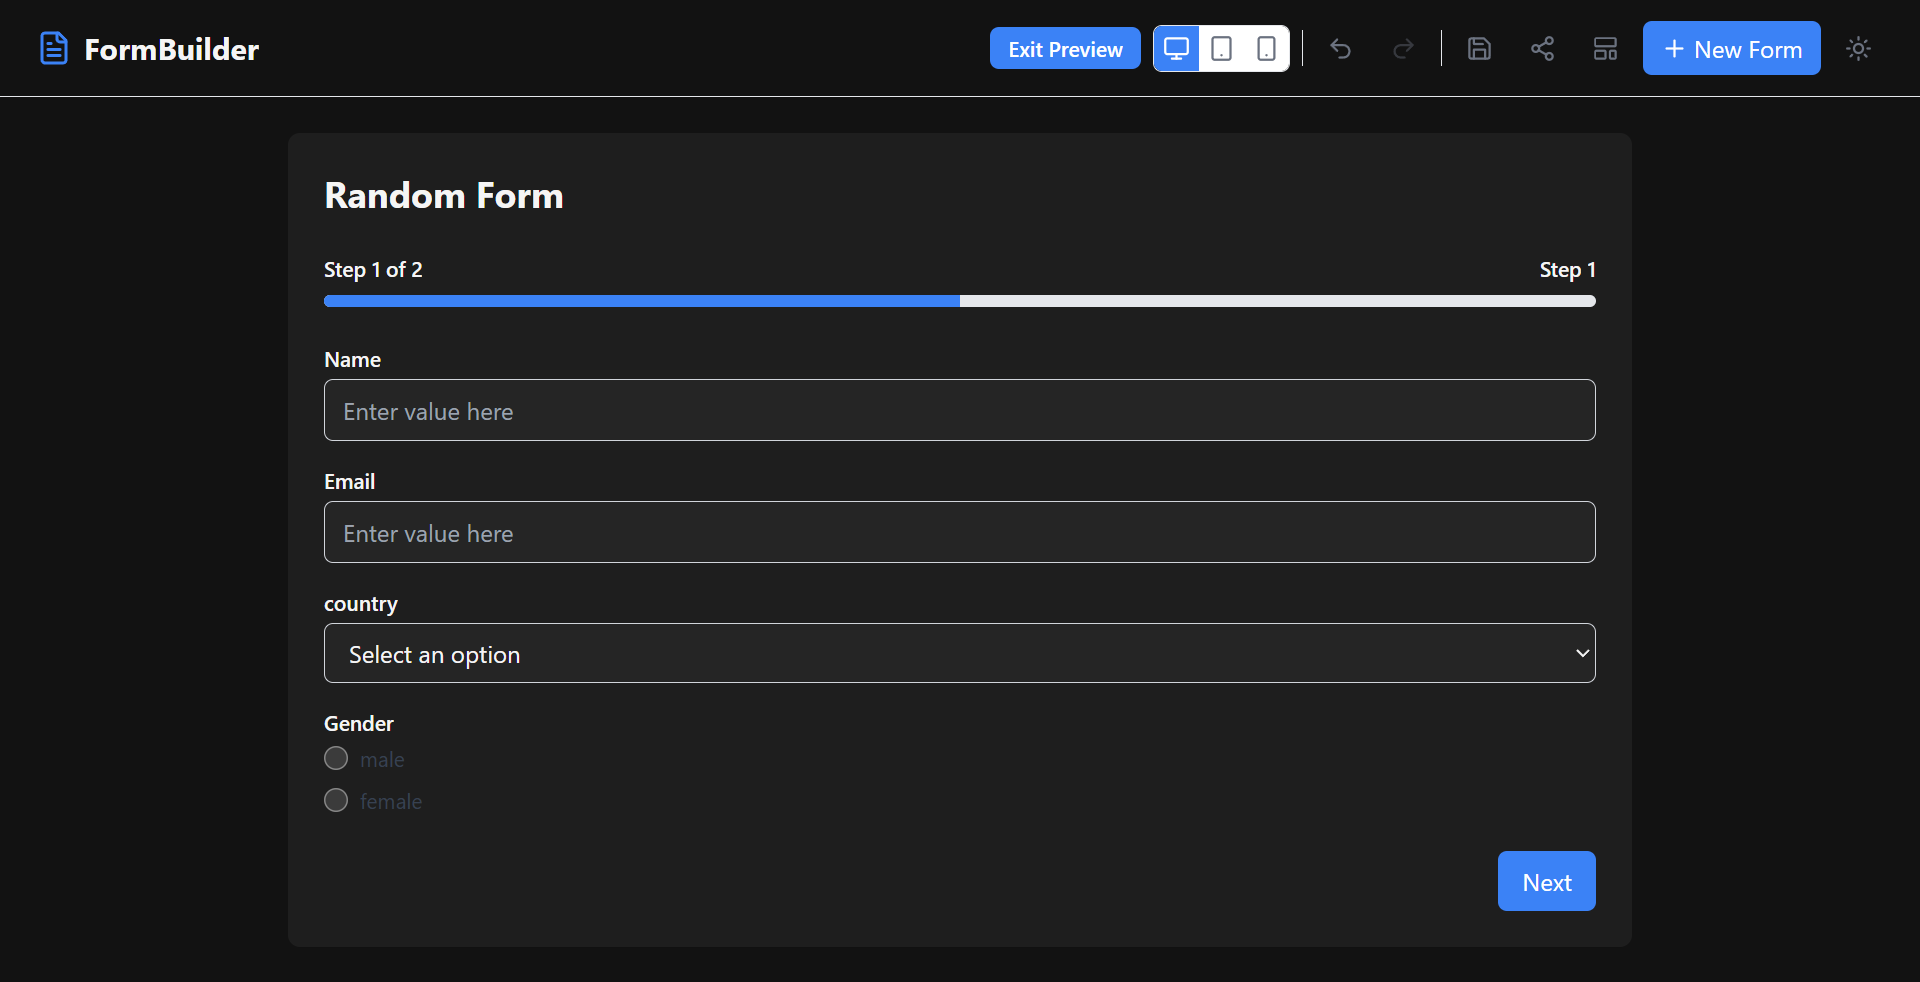 FormBuilder
Exit Preview
New Form
Random Form
Step 1 of 2
Step 1
Name
Enter value here
Email
Enter value here
country
Select an option
Gender
male
female
Next